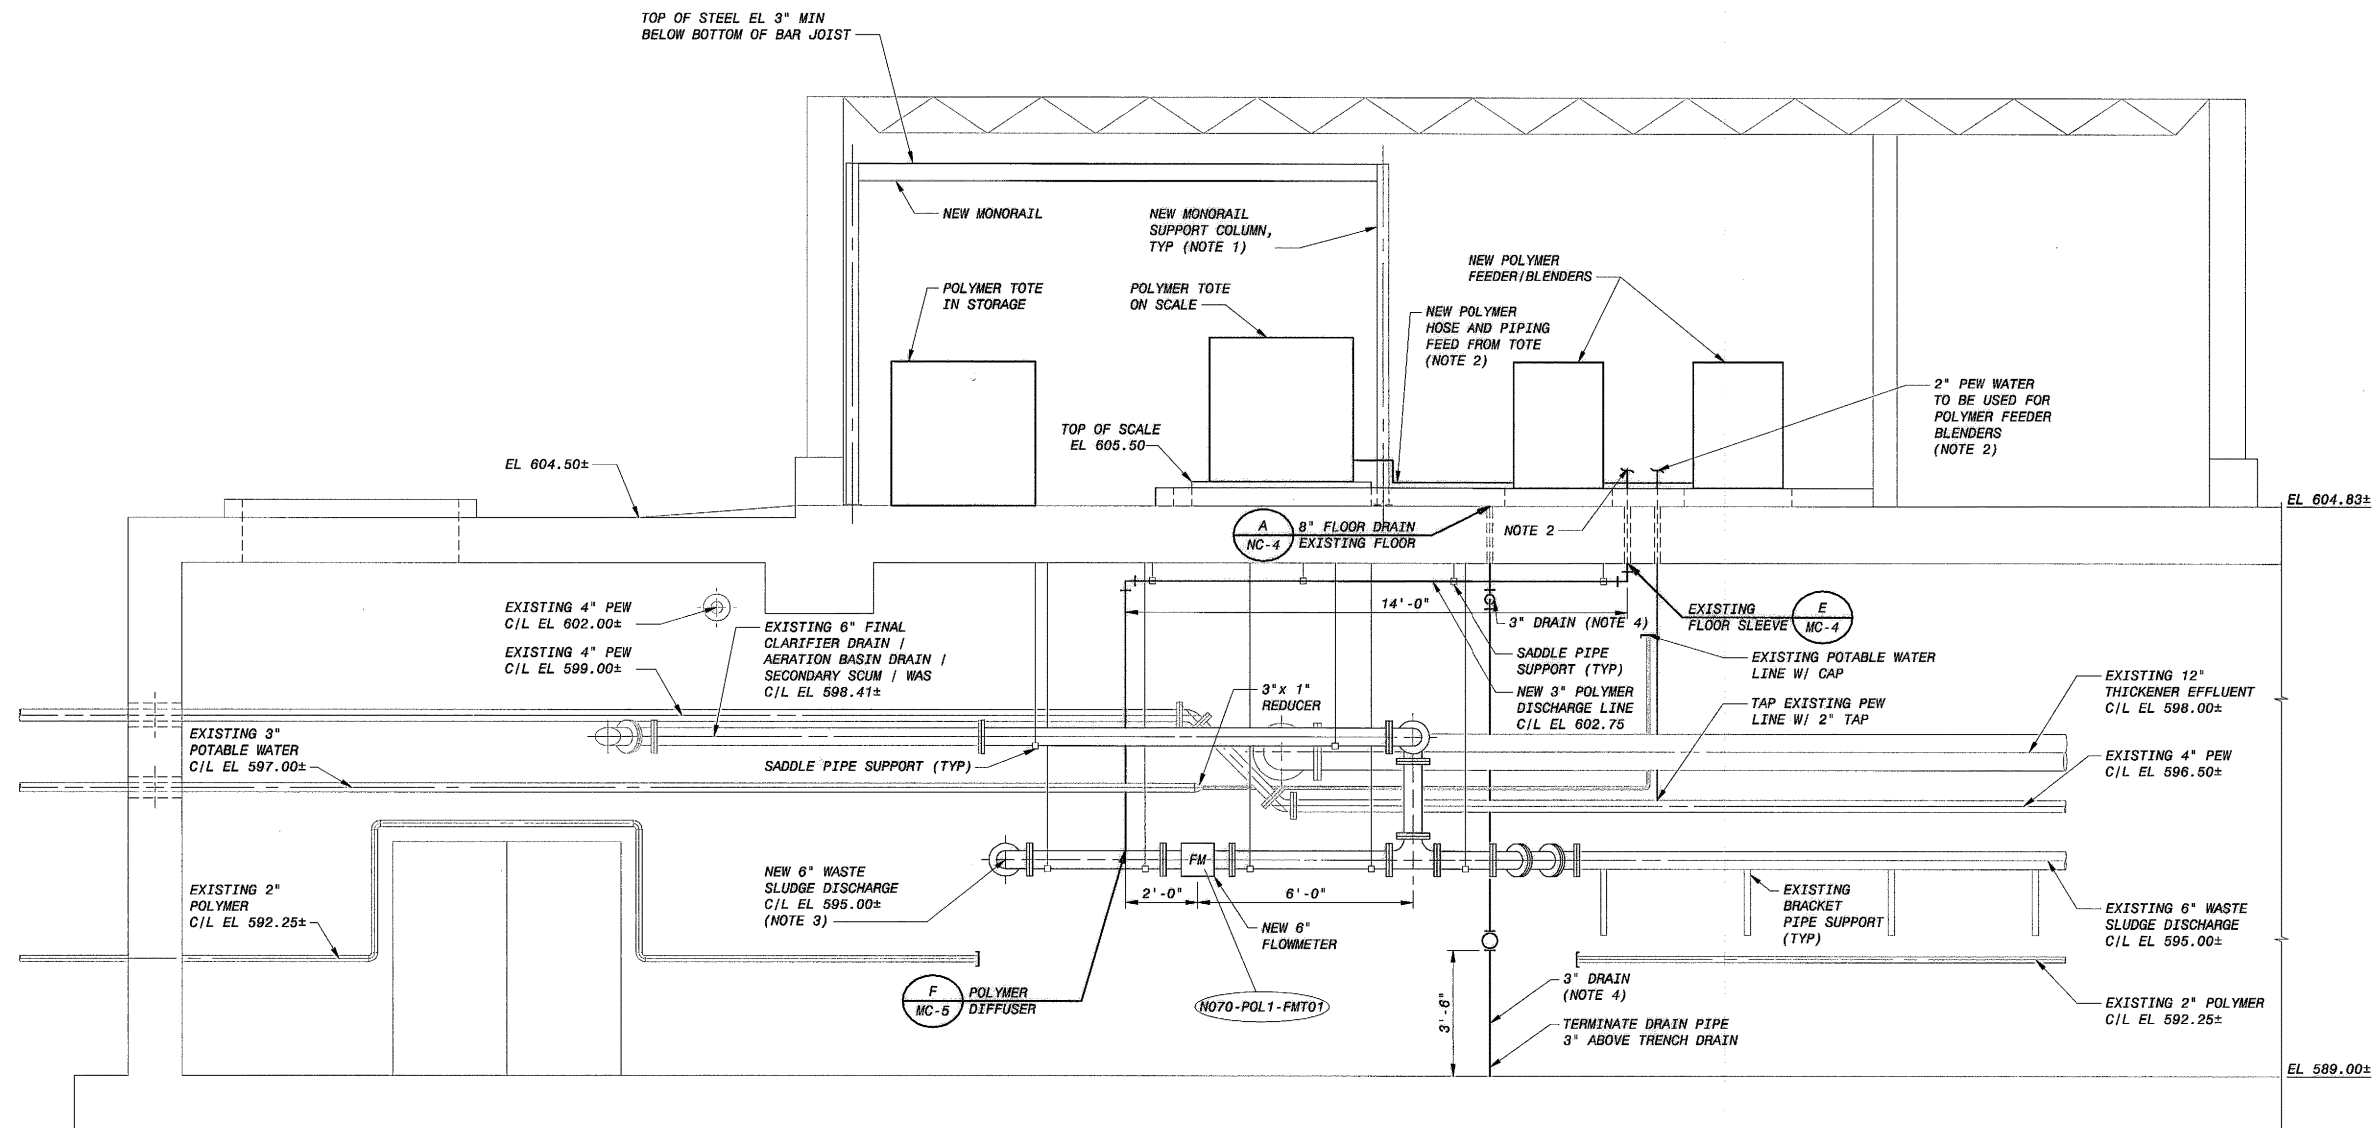 TOP OF STEEL EL 3" MIN
BELOW BOTTOM OF BAR JOIST
NEW MONORAIL
NEW MONORAIL
SUPPORT COLUMN,
TYP (NOTE 1)
NEW POLYMER
FEEDER/BLENDERS
POLYMER TOTE
IN STORAGE
POLYMER TOTE
ON SCALE
NEW POLYMER
HOSE AND PIPING
FEED FROM TOTE
(NOTE 2)
2" PEW WATER
TO BE USED FOR
POLYMER FEEDER
BLENDERS
(NOTE 2)
TOP OF SCALE
EL 605.50
EL 604.50±
EL 604.83±
A
NC-4
8" FLOOR DRAIN
EXISTING FLOOR
NOTE 2
EXISTING 4" PEW
C/L EL 602.00±
EXISTING 4" PEW
C/L EL 599.00±
EXISTING 6" FINAL
CLARIFIER DRAIN /
AERATION BASIN DRAIN /
SECONDARY SCUM / WAS
C/L EL 598.41±
14'-0"
3" DRAIN (NOTE 4)
EXISTING
FLOOR SLEEVE
E
MC-4
SADDLE PIPE
SUPPORT (TYP)
EXISTING POTABLE WATER
LINE W/ CAP
3"x 1"
REDUCER
NEW 3" POLYMER
DISCHARGE LINE
C/L EL 602.75
TAP EXISTING PEW
LINE W/ 2" TAP
EXISTING 12"
THICKENER EFFLUENT
C/L EL 598.00±
EXISTING 3"
POTABLE WATER
C/L EL 597.00±
SADDLE PIPE SUPPORT (TYP)
EXISTING 4" PEW
C/L EL 596.50±
EXISTING 2"
POLYMER
C/L EL 592.25±
NEW 6" WASTE
SLUDGE DISCHARGE
C/L EL 595.00±
(NOTE 3)
FM
2'-0"
6'-0"
NEW 6"
FLOWMETER
EXISTING
BRACKET
PIPE SUPPORT
(TYP)
EXISTING 6" WASTE
SLUDGE DISCHARGE
C/L EL 595.00±
F
MC-5
POLYMER
DIFFUSER
N070-POL1-FMT01
3'-6"
3" DRAIN
(NOTE 4)
EXISTING 2" POLYMER
C/L EL 592.25±
TERMINATE DRAIN PIPE
3" ABOVE TRENCH DRAIN
EL 589.00±